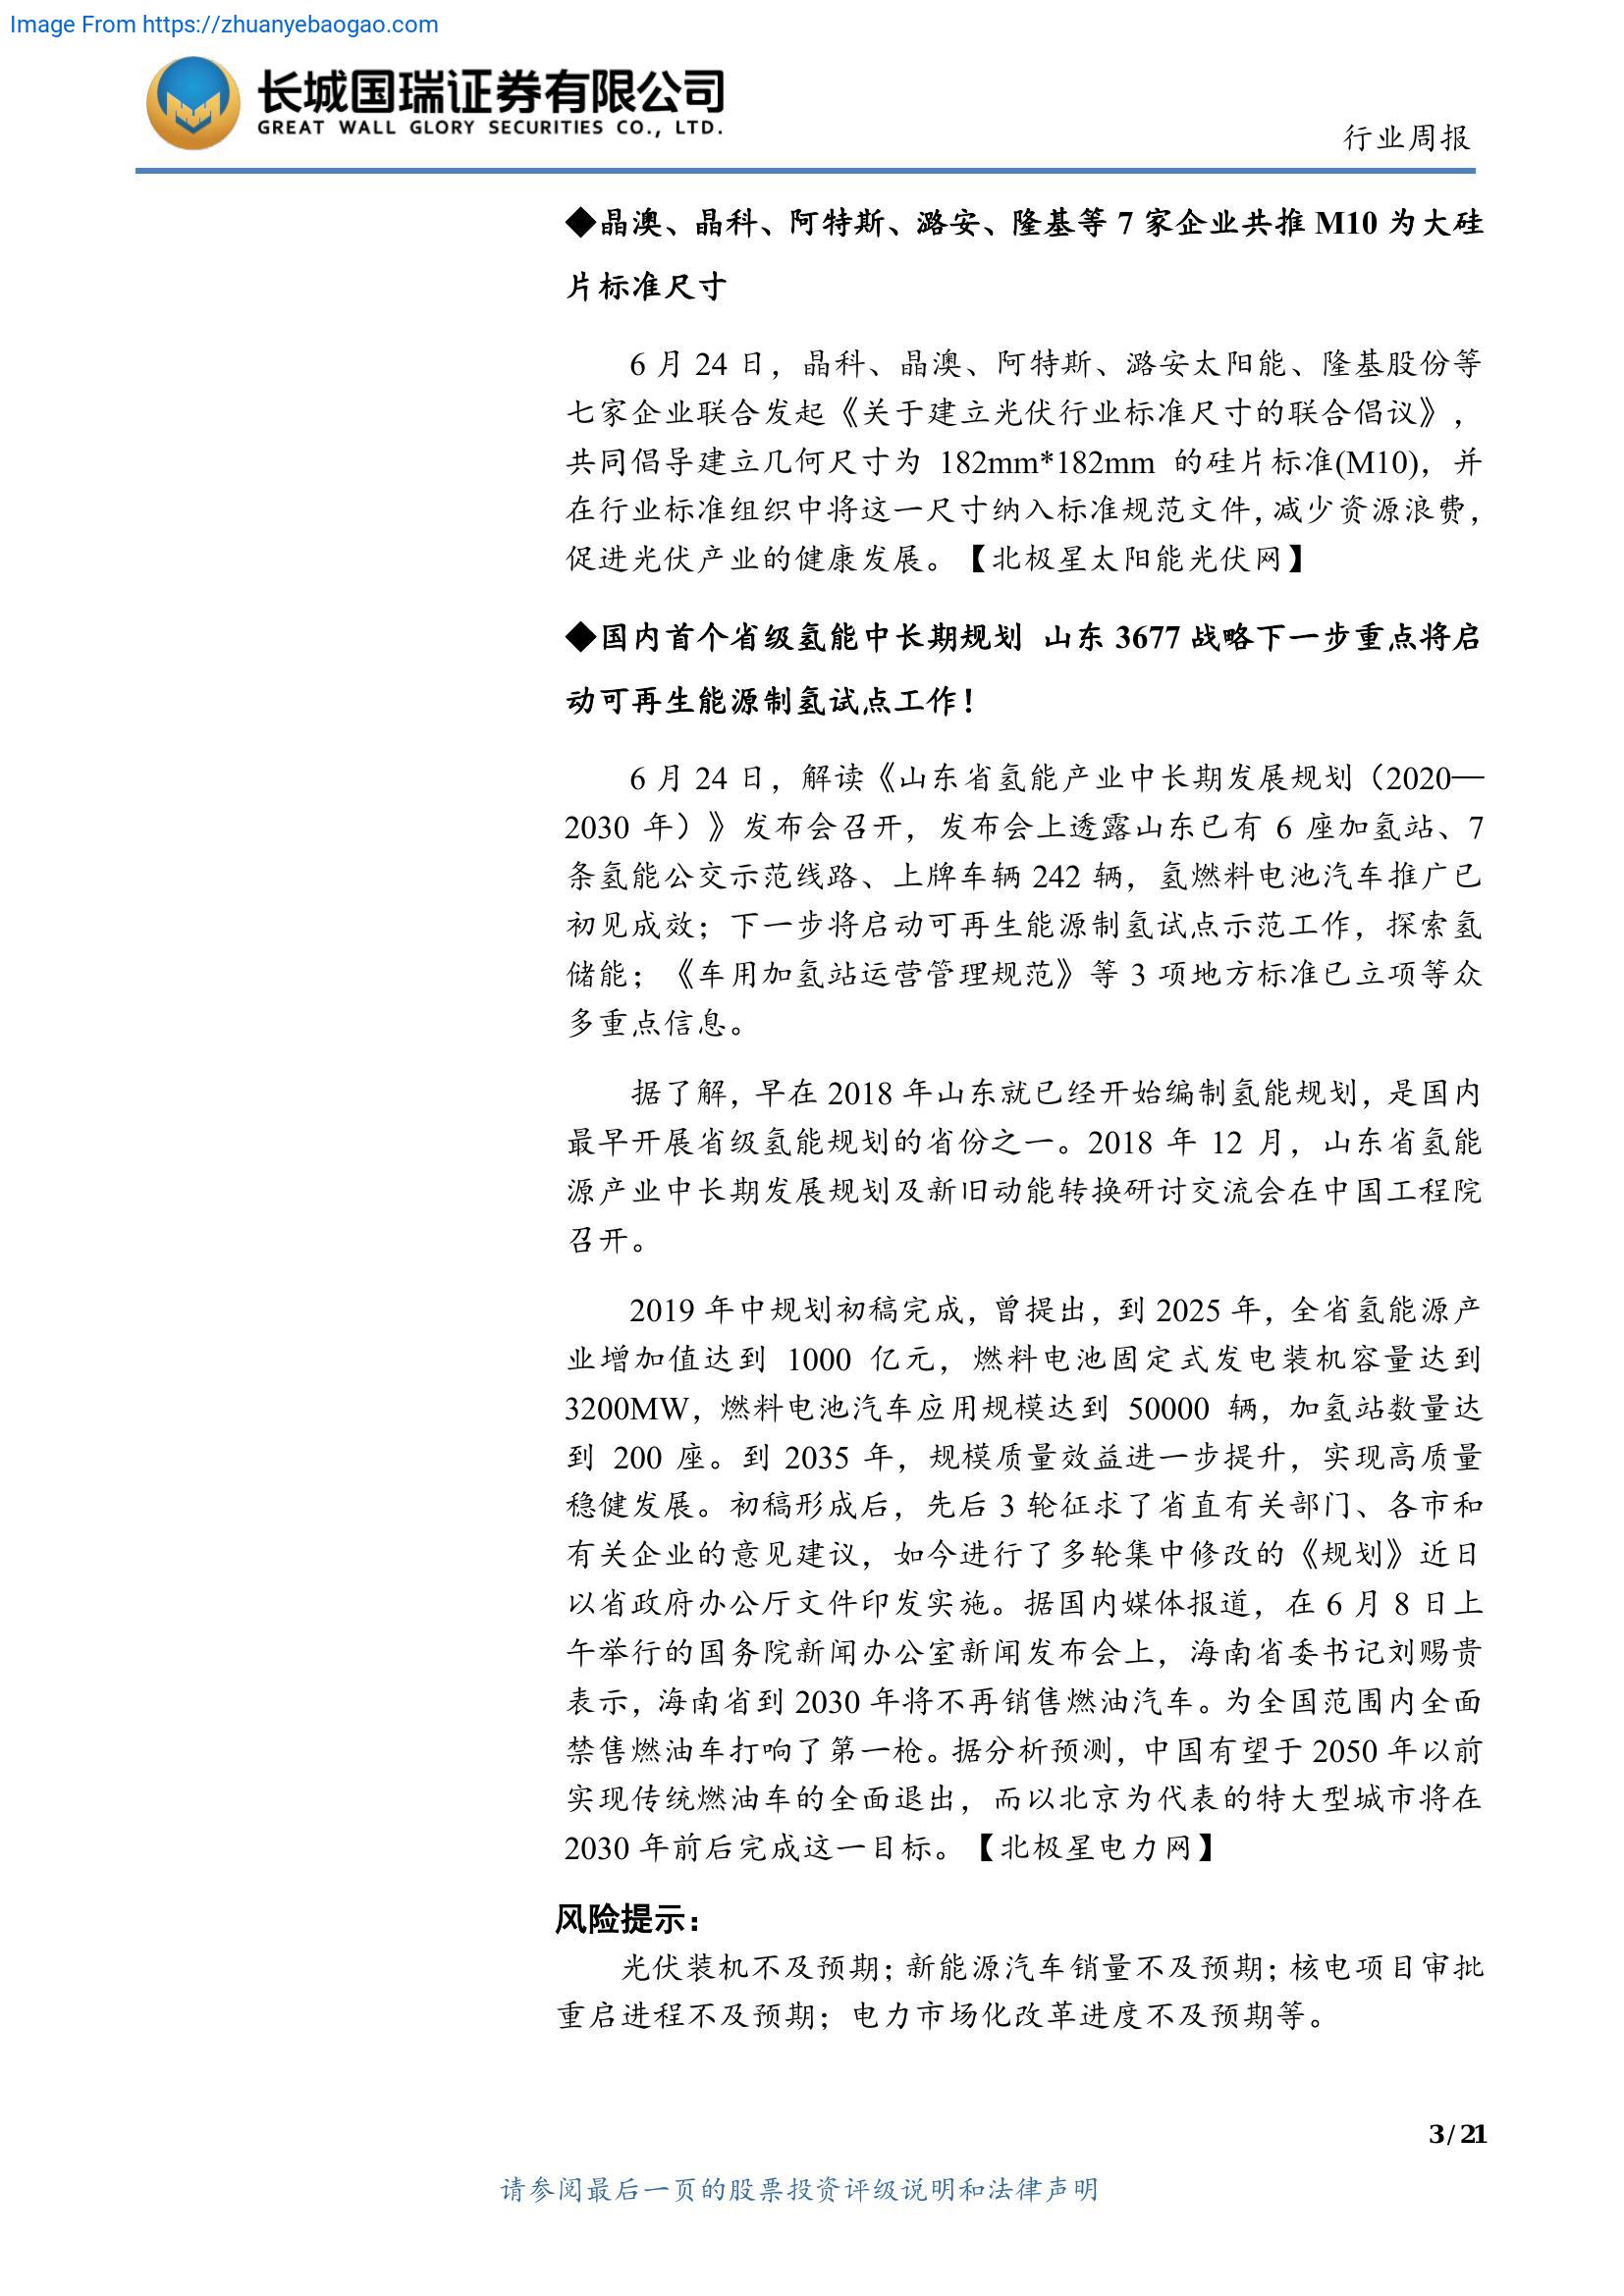 Image From https://zhuanyebaogao.com
长城国瑞证券有限公司
GREAT WALL GLORY SECURITIES CO., LTD.
行业周报
◆晶澳、晶科、阿特斯、潞安、隆基等 7 家企业共推 M10 为大硅
片标准尺寸
6 月 24 日，晶科、晶澳、阿特斯、潞安太阳能、隆基股份等
七家企业联合发起《关于建立光伏行业标准尺寸的联合倡议》，
共同倡导建立几何尺寸为 182mm*182mm 的硅片标准(M10)，并
在行业标准组织中将这一尺寸纳入标准规范文件，减少资源浪费，
促进光伏产业的健康发展。【北极星太阳能光伏网】
◆国内首个省级氢能中长期规划 山东 3677 战略下一步重点将启
动可再生能源制氢试点工作！
6 月 24 日，解读《山东省氢能产业中长期发展规划（2020—
2030 年）》发布会召开，发布会上透露山东已有 6 座加氢站、7
条氢能公交示范线路、上牌车辆 242 辆，氢燃料电池汽车推广已
初见成效；下一步将启动可再生能源制氢试点示范工作，探索氢
储能；《车用加氢站运营管理规范》等 3 项地方标准已立项等众
多重点信息。
据了解，早在 2018 年山东就已经开始编制氢能规划，是国内
最早开展省级氢能规划的省份之一。2018 年 12 月，山东省氢能
源产业中长期发展规划及新旧动能转换研讨交流会在中国工程院
召开。
2019 年中规划初稿完成，曾提出，到 2025 年，全省氢能源产
业增加值达到 1000 亿元，燃料电池固定式发电装机容量达到
3200MW，燃料电池汽车应用规模达到 50000 辆，加氢站数量达
到 200 座。到 2035 年，规模质量效益进一步提升，实现高质量
稳健发展。初稿形成后，先后 3 轮征求了省直有关部门、各市和
有关企业的意见建议，如今进行了多轮集中修改的《规划》近日
以省政府办公厅文件印发实施。据国内媒体报道，在 6 月 8 日上
午举行的国务院新闻办公室新闻发布会上，海南省委书记刘赐贵
表示，海南省到 2030 年将不再销售燃油汽车。为全国范围内全面
禁售燃油车打响了第一枪。据分析预测，中国有望于 2050 年以前
实现传统燃油车的全面退出，而以北京为代表的特大型城市将在
2030 年前后完成这一目标。【北极星电力网】
风险提示：
光伏装机不及预期；新能源汽车销量不及预期；核电项目审批
重启进程不及预期；电力市场化改革进度不及预期等。
3 / 21
请参阅最后一页的股票投资评级说明和法律声明